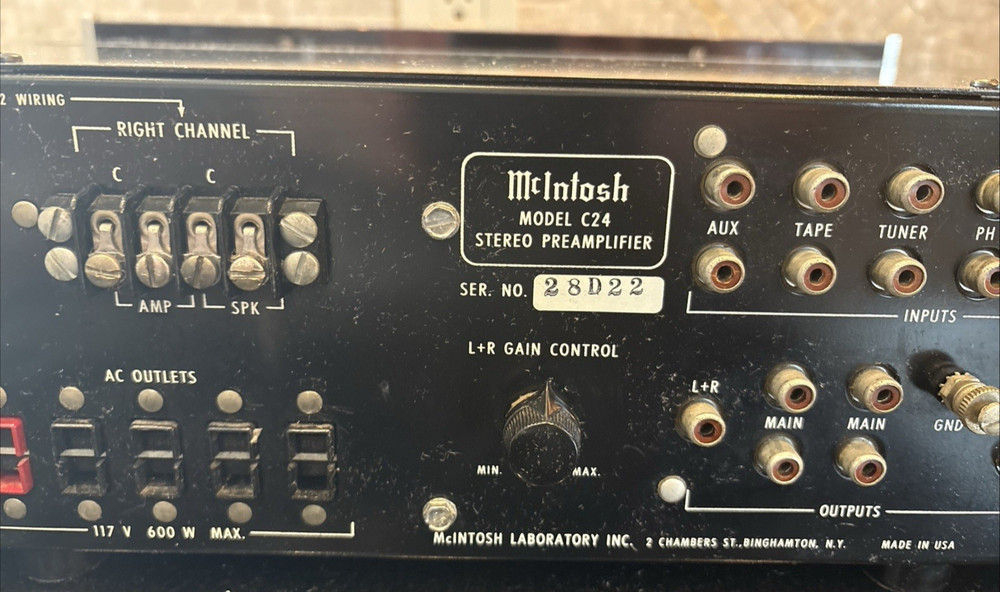 2 WIRING
RIGHT CHANNEL
C C
AMP SPK
McIntosh
MODEL C24
STEREO PREAMPLIFIER
SER. NO. 28D22
AUX TAPE TUNER PH
INPUTS
L+R GAIN CONTROL
MIN. MAX.
AC OUTLETS
117 V 600 W MAX.
L+R
MAIN MAIN GND
OUTPUTS
McINTOSH LABORATORY INC. 2 CHAMBERS ST., BINGHAMTON, N.Y. MADE IN USA